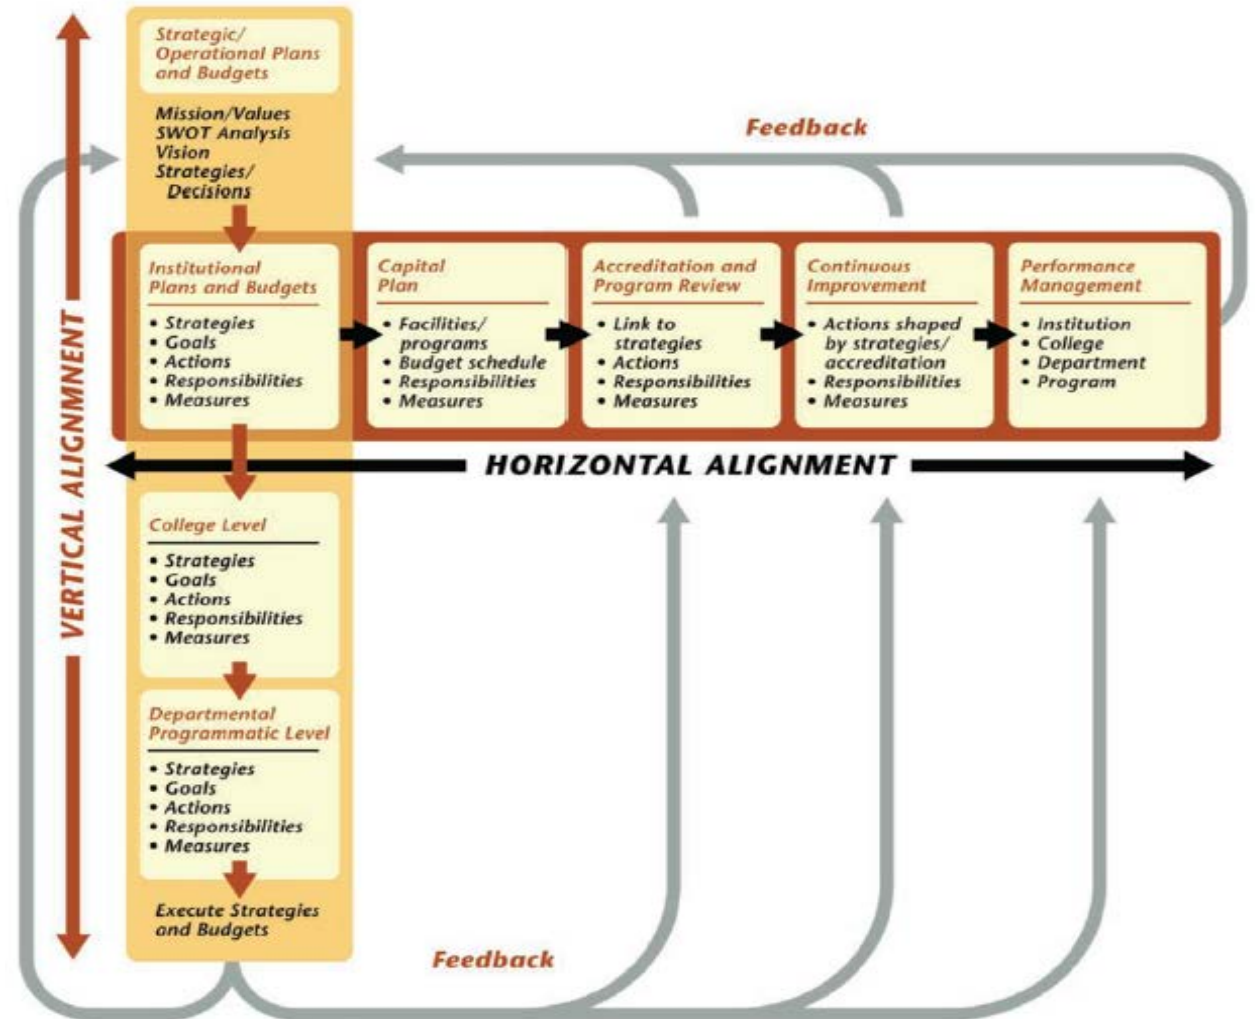 Strategic/
Operational Plans
and Budgets
Mission/Values
SWOT Analysis
Vision
Strategies/
Decisions
Feedback
Institutional
Plans and Budgets
• Strategies
• Goals
• Actions
• Responsibilities
• Measures
Capital
Plan
• Facilities/
programs
• Budget schedule
• Responsibilities
• Measures
Accreditation and
Program Review
• Link to
strategies
• Actions
• Responsibilities
• Measures
Continuous
Improvement
• Actions shaped
by strategies/
accreditation
• Responsibilities
• Measures
Performance
Management
• Institution
• College
• Department
• Program
VERTICAL ALIGNMNENT
HORIZONTAL ALIGNMENT
College Level
• Strategies
• Goals
• Actions
• Responsibilities
• Measures
Departmental
Programmatic Level
• Strategies
• Goals
• Actions
• Responsibilities
• Measures
Execute Strategies
and Budgets
Feedback